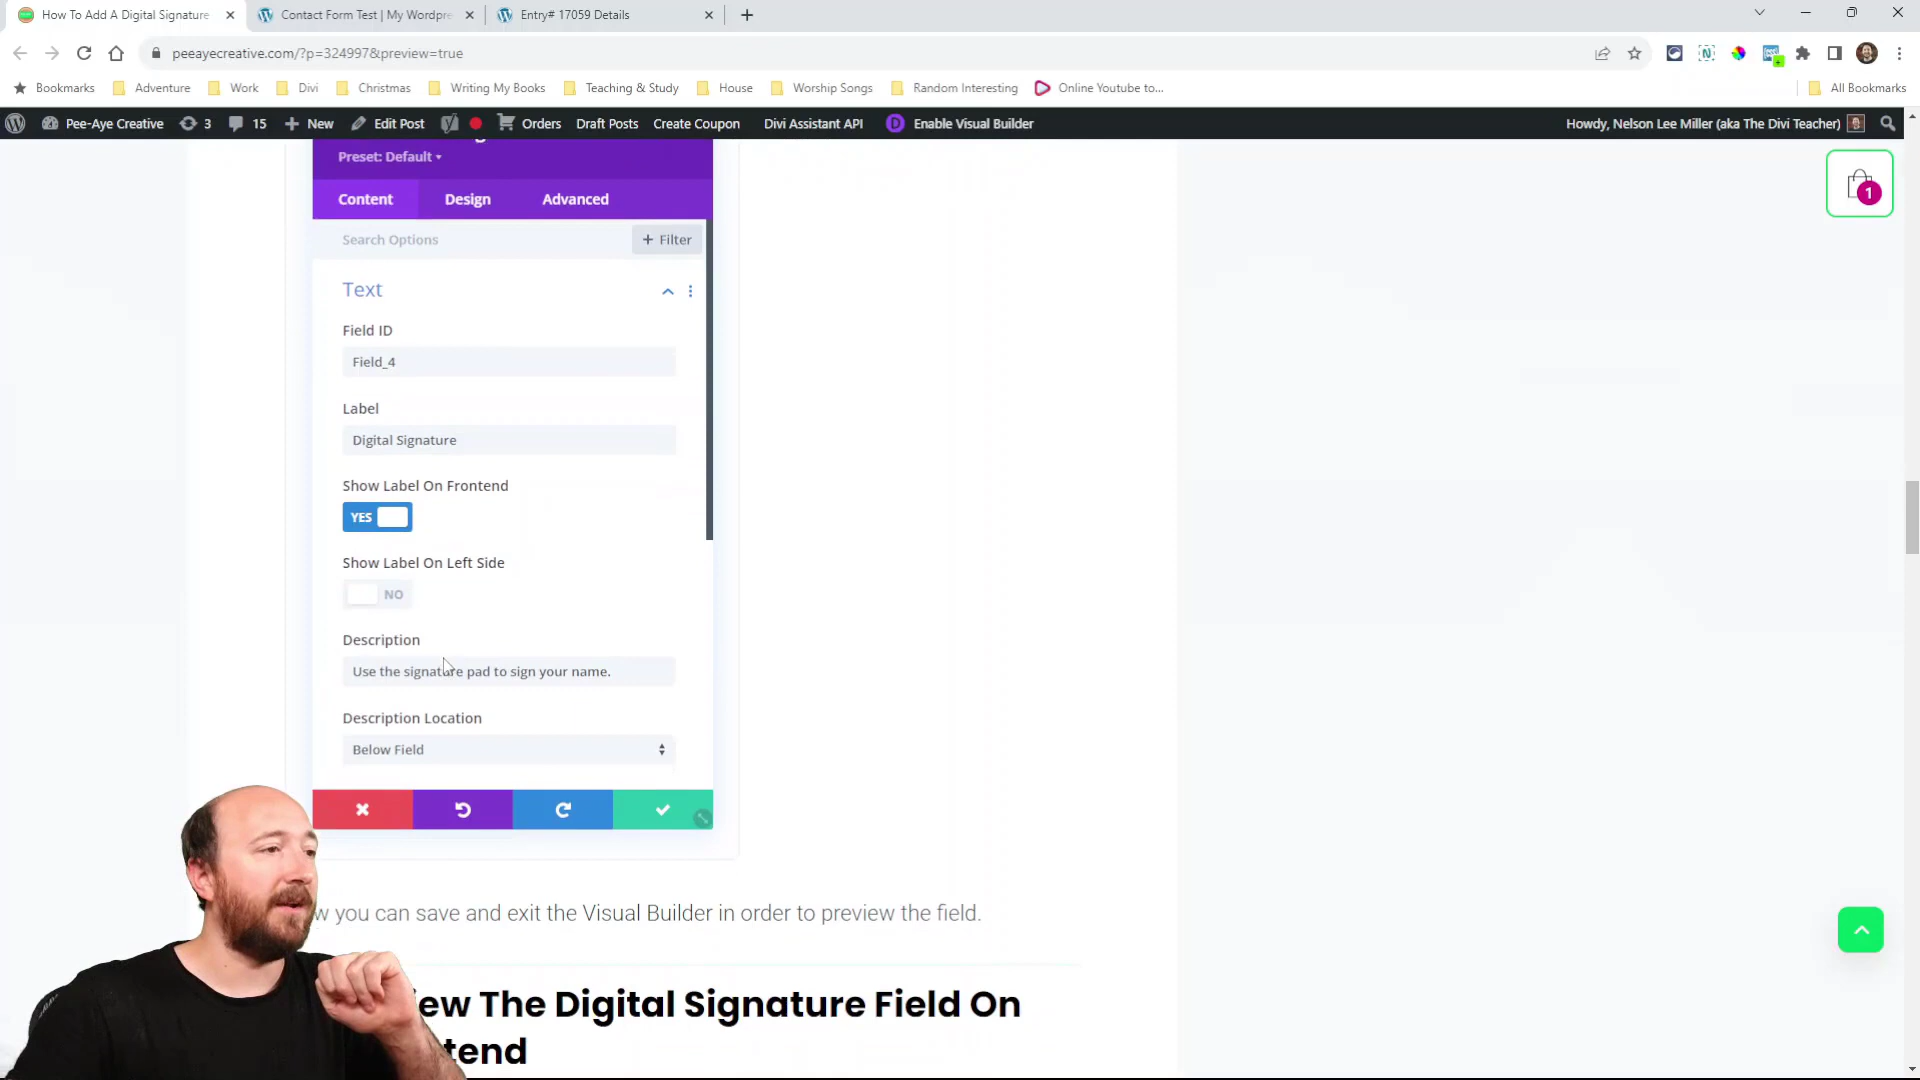 How To Add A Digital Signature
Contact Form Test | My Wordpre
Entry# 17059 Details
peeayecreative.com/?p=324997&preview=true
Bookmarks
Adventure
Work
Divi
Christmas
Writing My Books
Teaching & Study
House
Worship Songs
Random Interesting
Online Youtube to...
All Bookmarks
Pee-Aye Creative
3
15
New
Edit Post
Orders
Draft Posts
Create Coupon
Divi Assistant API
D
Enable Visual Builder
Howdy, Nelson Lee Miller (aka The Divi Teacher)
1
Preset: Default
Content
Design
Advanced
Search Options
+ Filter
Text
Field ID
Field_4
Label
Digital Signature
Show Label On Frontend
YES
Show Label On Left Side
NO
Description
Use the signature pad to sign your name.
Description Location
Below Field
w you can save and exit the Visual Builder in order to preview the field.
ew The Digital Signature Field On
tend